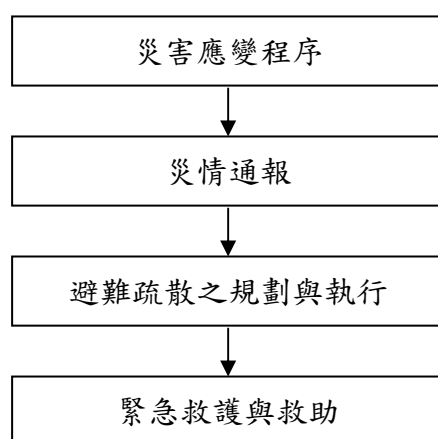 災害應變程序
災情通報
避難疏散之規劃與執行
緊急救護與救助